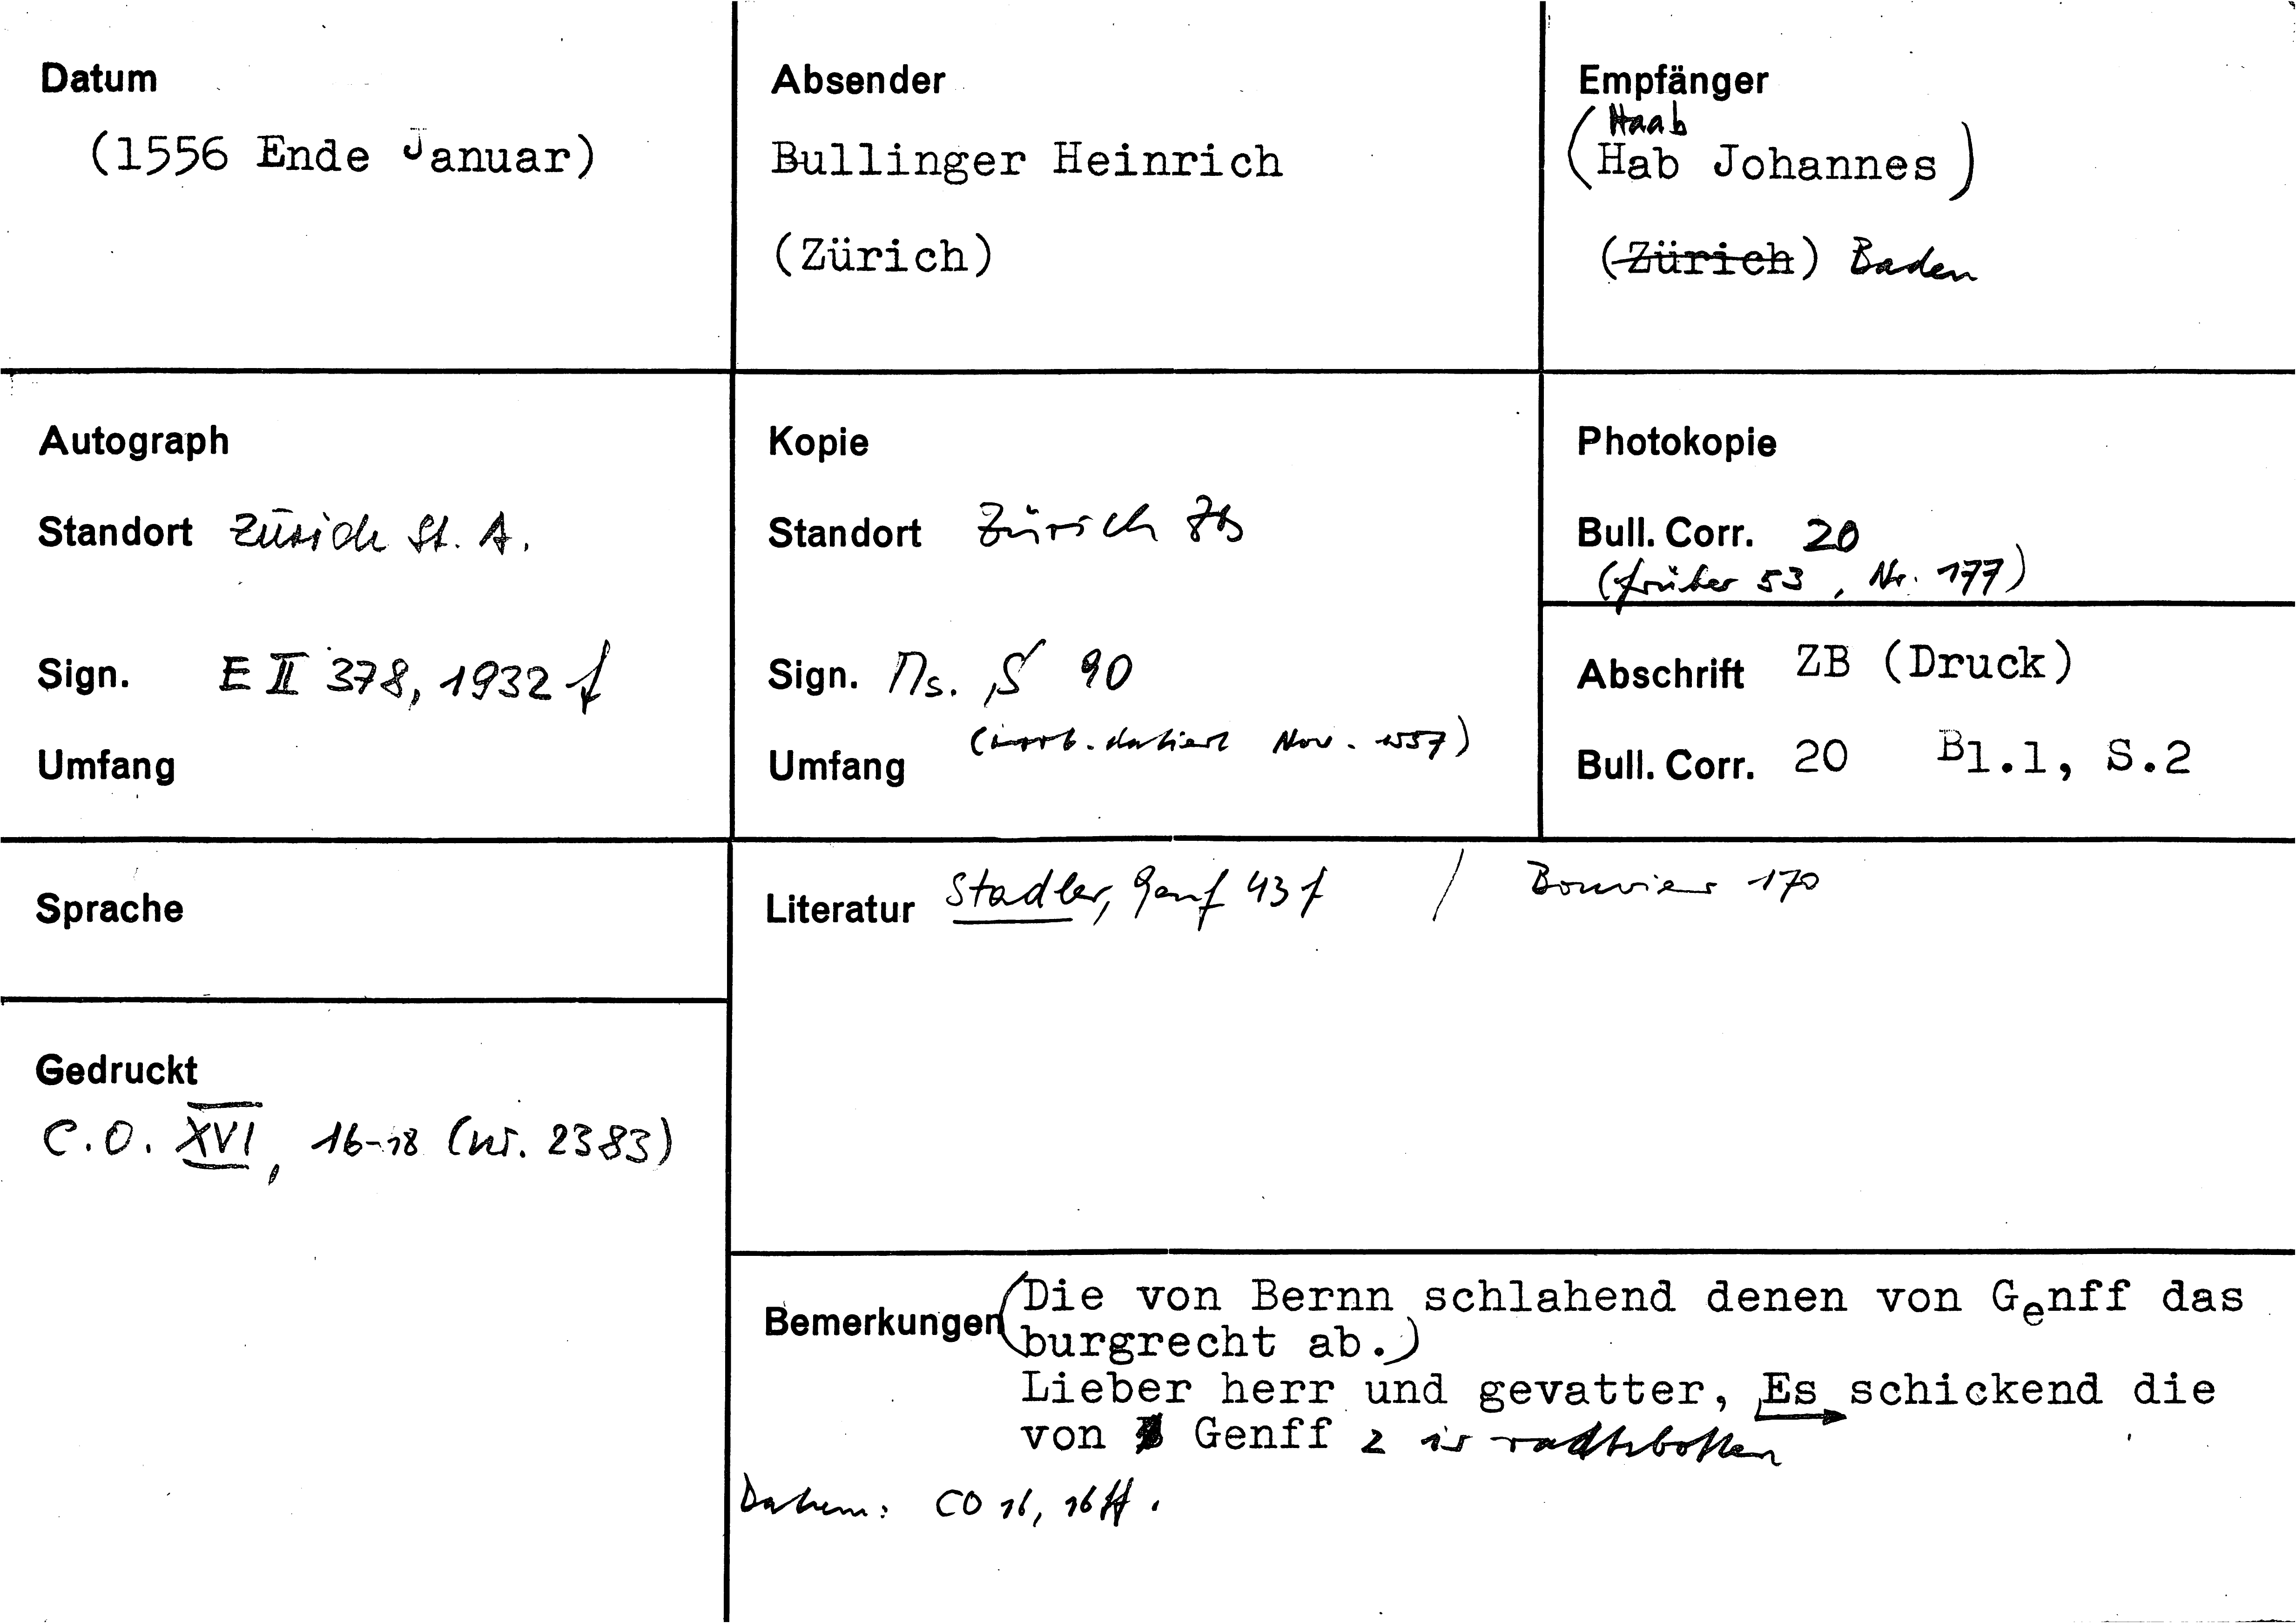 Datum
(1556 Ende Januar)
Absender
Bullinger Heinrich
(Zürich)
Empfänger
Haab
(Hab Johannes)
(Zürich) Baden
Autograph
Standort Zürich St. A.
Sign. E II 378, 1932 f
Umfang
Kopie
Standort Zürich ZB
Sign. Ms. S 90
(datiert Nov. 1557)
Umfang
Photokopie
Bull. Corr. 20
(früher 53, Nr. 177)
Abschrift ZB (Druck)
Bull. Corr. 20 Bl.1, S.2
Sprache
Literatur Stadler, Genf 43 f / Bouvier 170
Gedruckt
C.O. XVI, 16-18 (Nr. 2383)
Bemerkungen (Die von Bernn schlahend denen von Genff das
burgrecht ab.)
Lieber herr und gevatter, Es schickend die
von Genff 2 ir radtsbotten
Datum: CO 16, 16 ff.